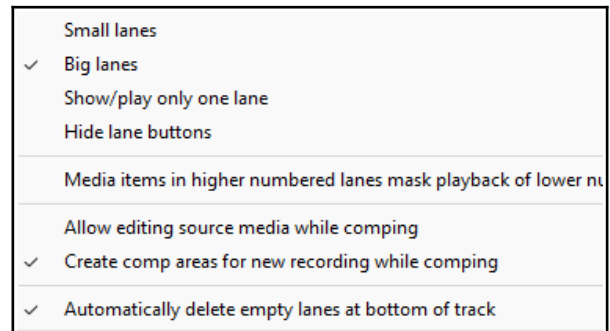 Small lanes
Big lanes
Show/play only one lane
Hide lane buttons
Media items in higher numbered lanes mask playback of lower
Allow editing source media while comping
Create comp areas for new recording while comping
Automatically delete empty lanes at bottom of track